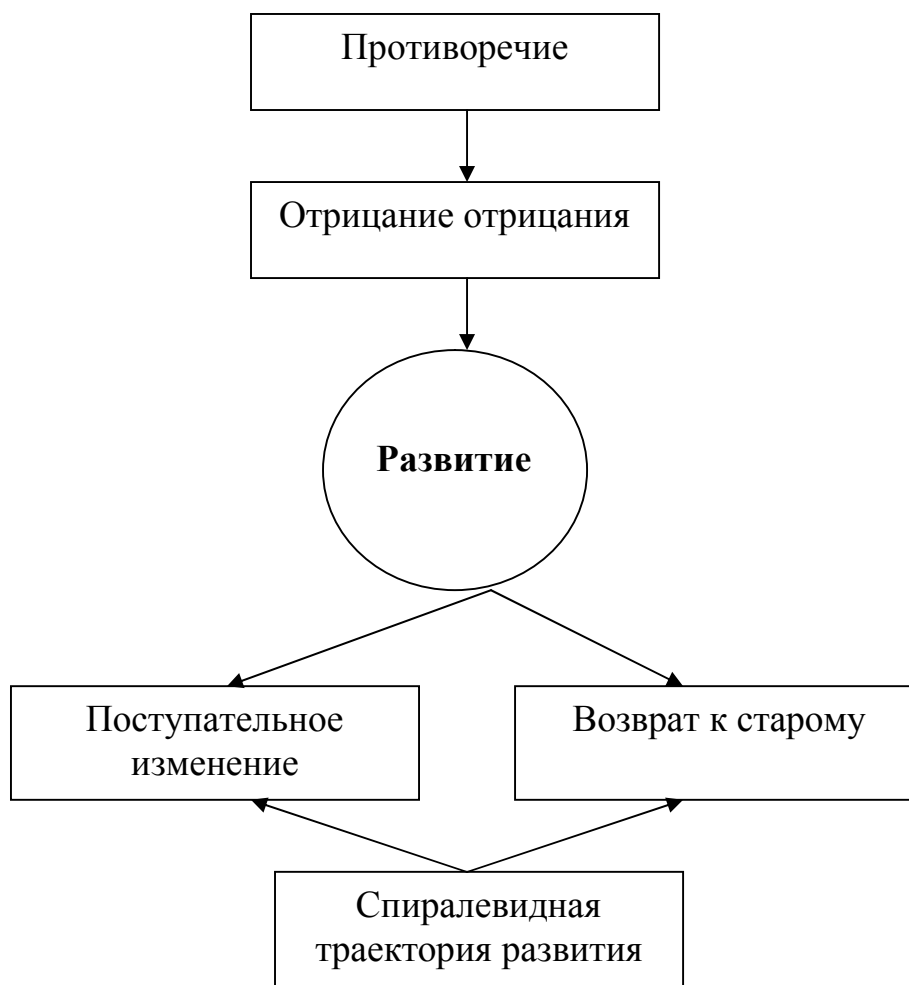 Противоречие
Отрицание отрицания
Развитие
Поступательное
изменение
Возврат к старому
Спиралевидная
траектория развития